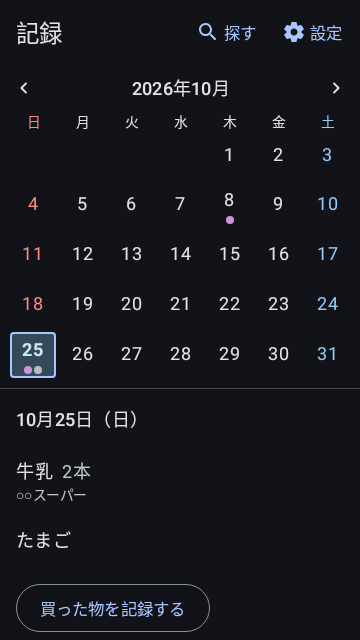 記録 探す 設定
2026年10月
日 月 火 水 木 金 土
1 2 3
4 5 6 7 8 9 10
11 12 13 14 15 16 17
18 19 20 21 22 23 24
25 26 27 28 29 30 31
10月25日（日）
牛乳 2本
○○スーパー
たまご
買った物を記録する